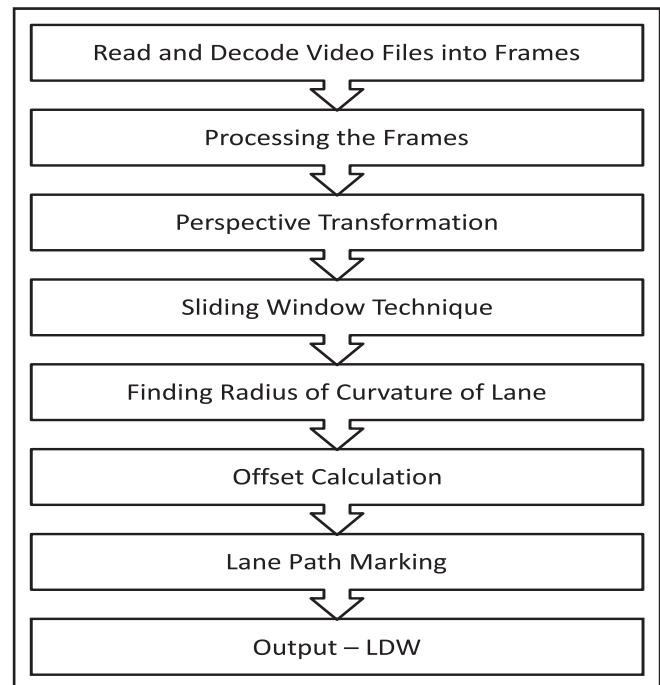 Read and Decode Video Files into Frames
Processing the Frames
Perspective Transformation
Sliding Window Technique
Finding Radius of Curvature of Lane
Offset Calculation
Lane Path Marking
Output – LDW